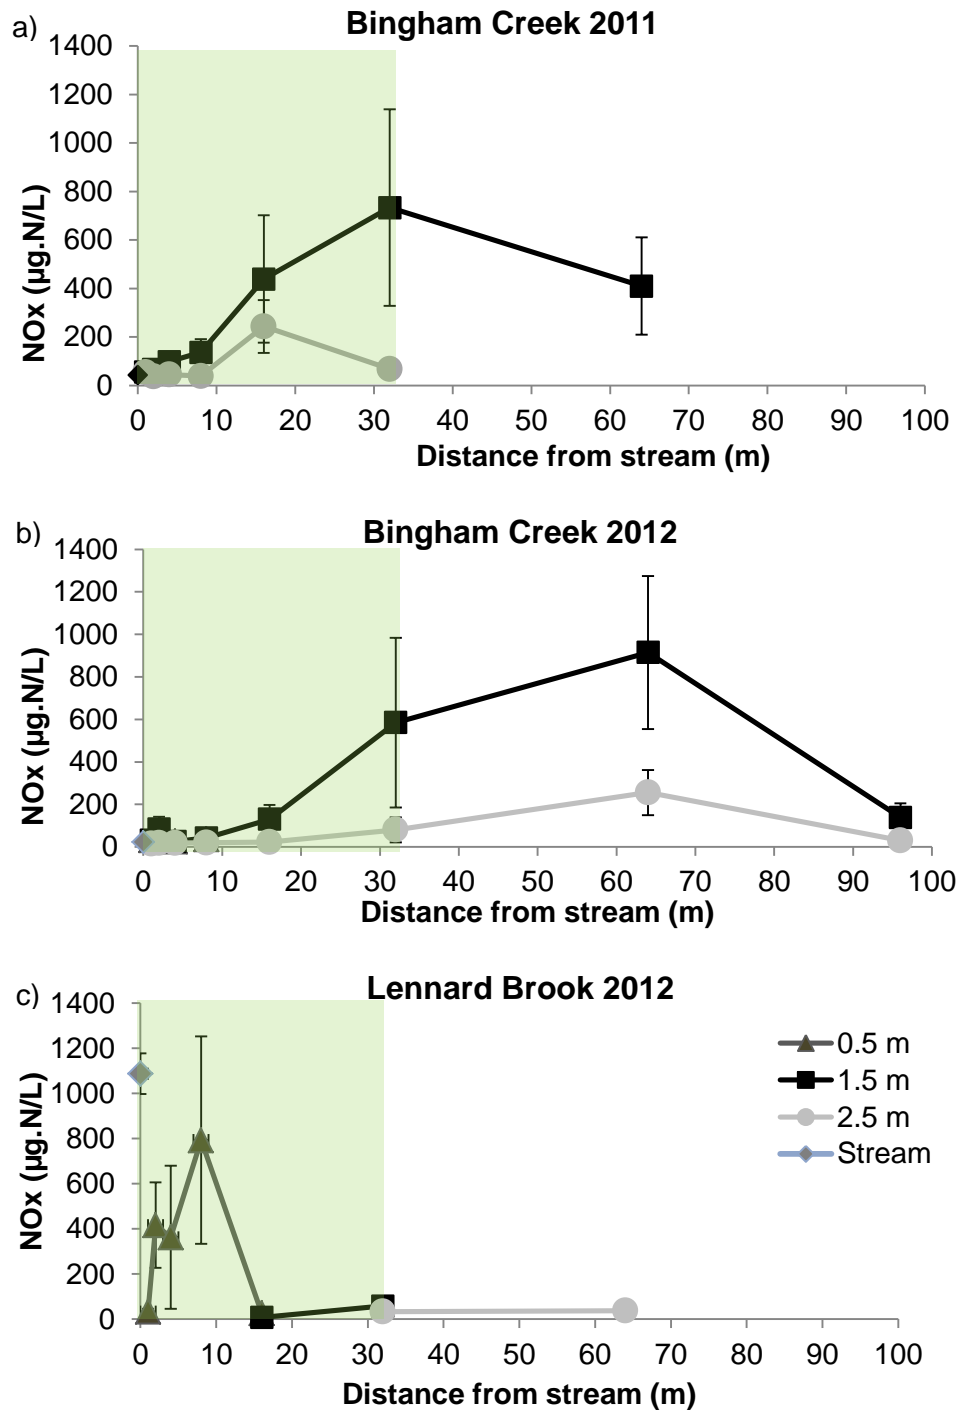 a)
Bingham Creek 2011
1400
1200
1000
800
600
400
200
0
NOx (µg.N/L)
0 10 20 30 40 50 60 70 80 90 100
Distance from stream (m)
b)
Bingham Creek 2012
1400
1200
1000
800
600
400
200
0
NOx (µg.N/L)
0 10 20 30 40 50 60 70 80 90 100
Distance from stream (m)
c)
Lennard Brook 2012
1400
1200
1000
800
600
400
200
0
NOx (µg.N/L)
0.5 m
1.5 m
2.5 m
Stream
0 10 20 30 40 50 60 70 80 90 100
Distance from stream (m)